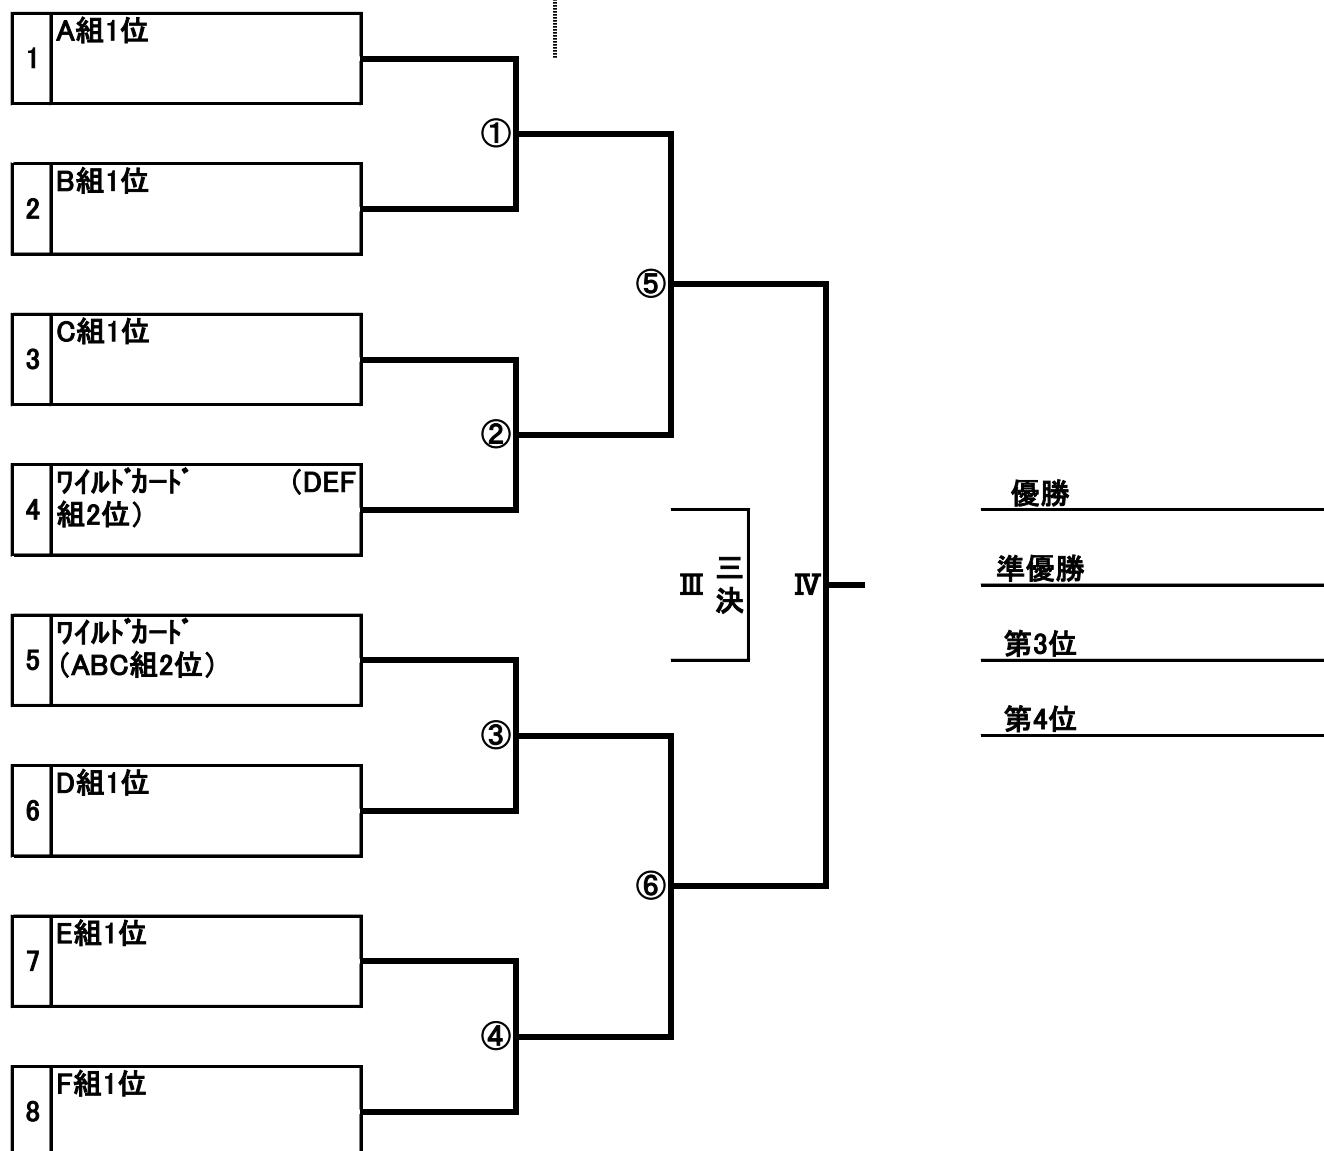 1
A組1位
①
2
B組1位
⑤
3
C組1位
②
4
ﾜｲﾙﾄﾞｶｰﾄﾞ （DEF
組2位）
優勝
三決
Ⅲ
Ⅳ
準優勝
5
ﾜｲﾙﾄﾞｶｰﾄﾞ
（ABC組2位）
第3位
第4位
③
6
D組1位
⑥
7
E組1位
④
8
F組1位